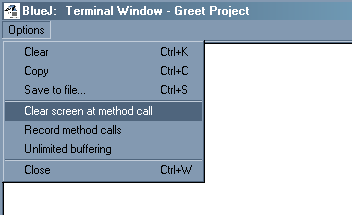 BlueJ: Terminal Window - Greet Project
Options
Clear Ctrl+K
Copy Ctrl+C
Save to file... Ctrl+S
Clear screen at method call
Record method calls
Unlimited buffering
Close Ctrl+W